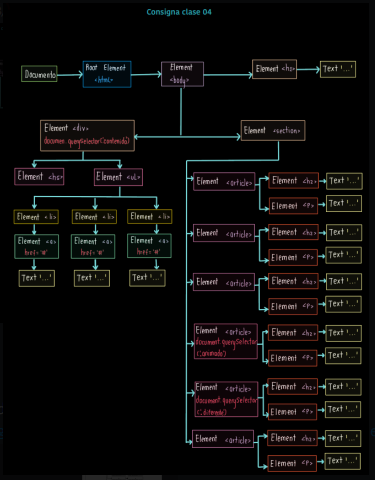 Consigna clase 04
Documento
Root Element
<html>
Element
<body>
Element <h1>
Text '...'
Element <div>
documen.querySelector('contenido')
Element <section>
Element <h2>
Element <ul>
Element <li>
Element <li>
Element <li>
Element <a>
href='#'
Element <a>
href='#'
Element <a>
href='#'
Text '...'
Text '...'
Text '...'
Element <article>
Element <h2>
Text '...'
Element <p>
Text '...'
Element <article>
Element <h2>
Text '...'
Element <p>
Text '...'
Element <article>
Element <h2>
Text '...'
Element <p>
Text '...'
Element <article>
document.querySelector
('.animado')
Element <h2>
Text '...'
Element <p>
Text '...'
Element <article>
document.querySelector
Element <h2>
Text '...'
Element <p>
Text '...'
Element <article>
Element <h2>
Text '...'
Element <p>
Text '...'